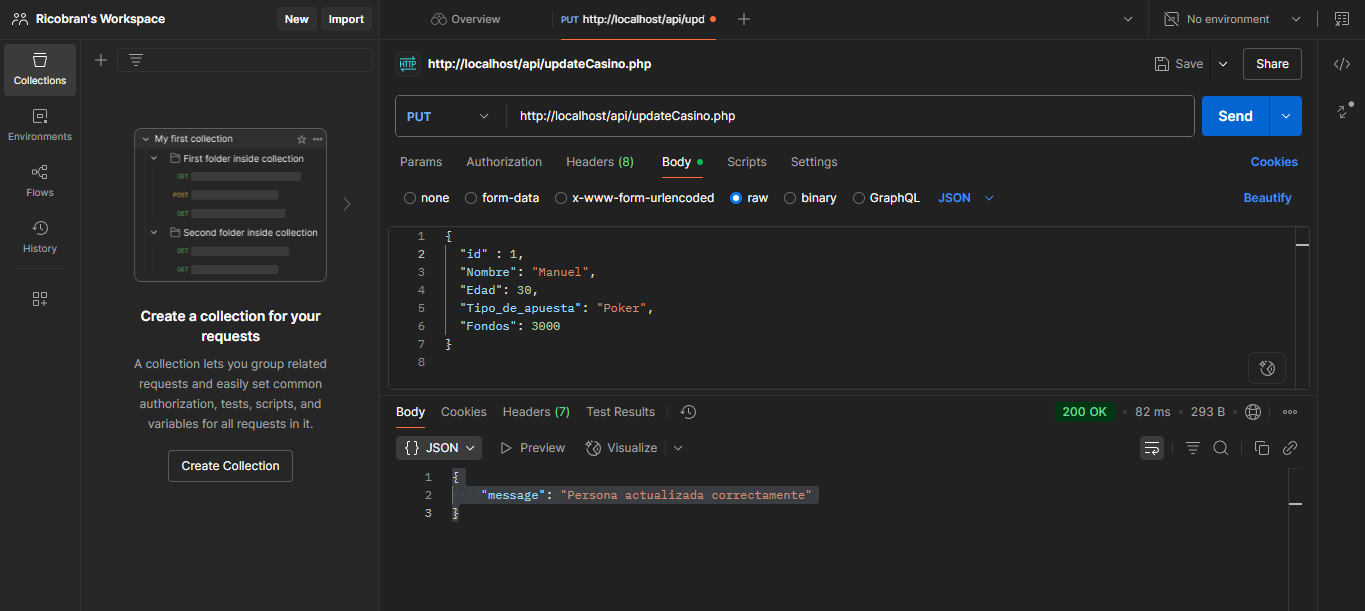 Ricobran's Workspace
New
Import
Overview
PUT http://localhost/api/upd
No environment
Collections
Environments
Flows
History
My first collection
First folder inside collection
GET
POST
GET
Second folder inside collection
GET
GET
Create a collection for your
requests
A collection lets you group related
requests and easily set common
authorization, tests, scripts, and
variables for all requests in it.
Create Collection
HTTP
http://localhost/api/updateCasino.php
Save
Share
PUT
http://localhost/api/updateCasino.php
Send
Params
Authorization
Headers (8)
Body
Scripts
Settings
Cookies
none
form-data
x-www-form-urlencoded
raw
binary
GraphQL
JSON
Beautify
1 {
2 "id" : 1,
3 "Nombre": "Manuel",
4 "Edad": 30,
5 "Tipo_de_apuesta": "Poker",
6 "Fondos": 3000
7 }
8
Body
Cookies
Headers (7)
Test Results
200 OK
82 ms
293 B
{} JSON
Preview
Visualize
1 {
2 "message": "Persona actualizada correctamente"
3 }